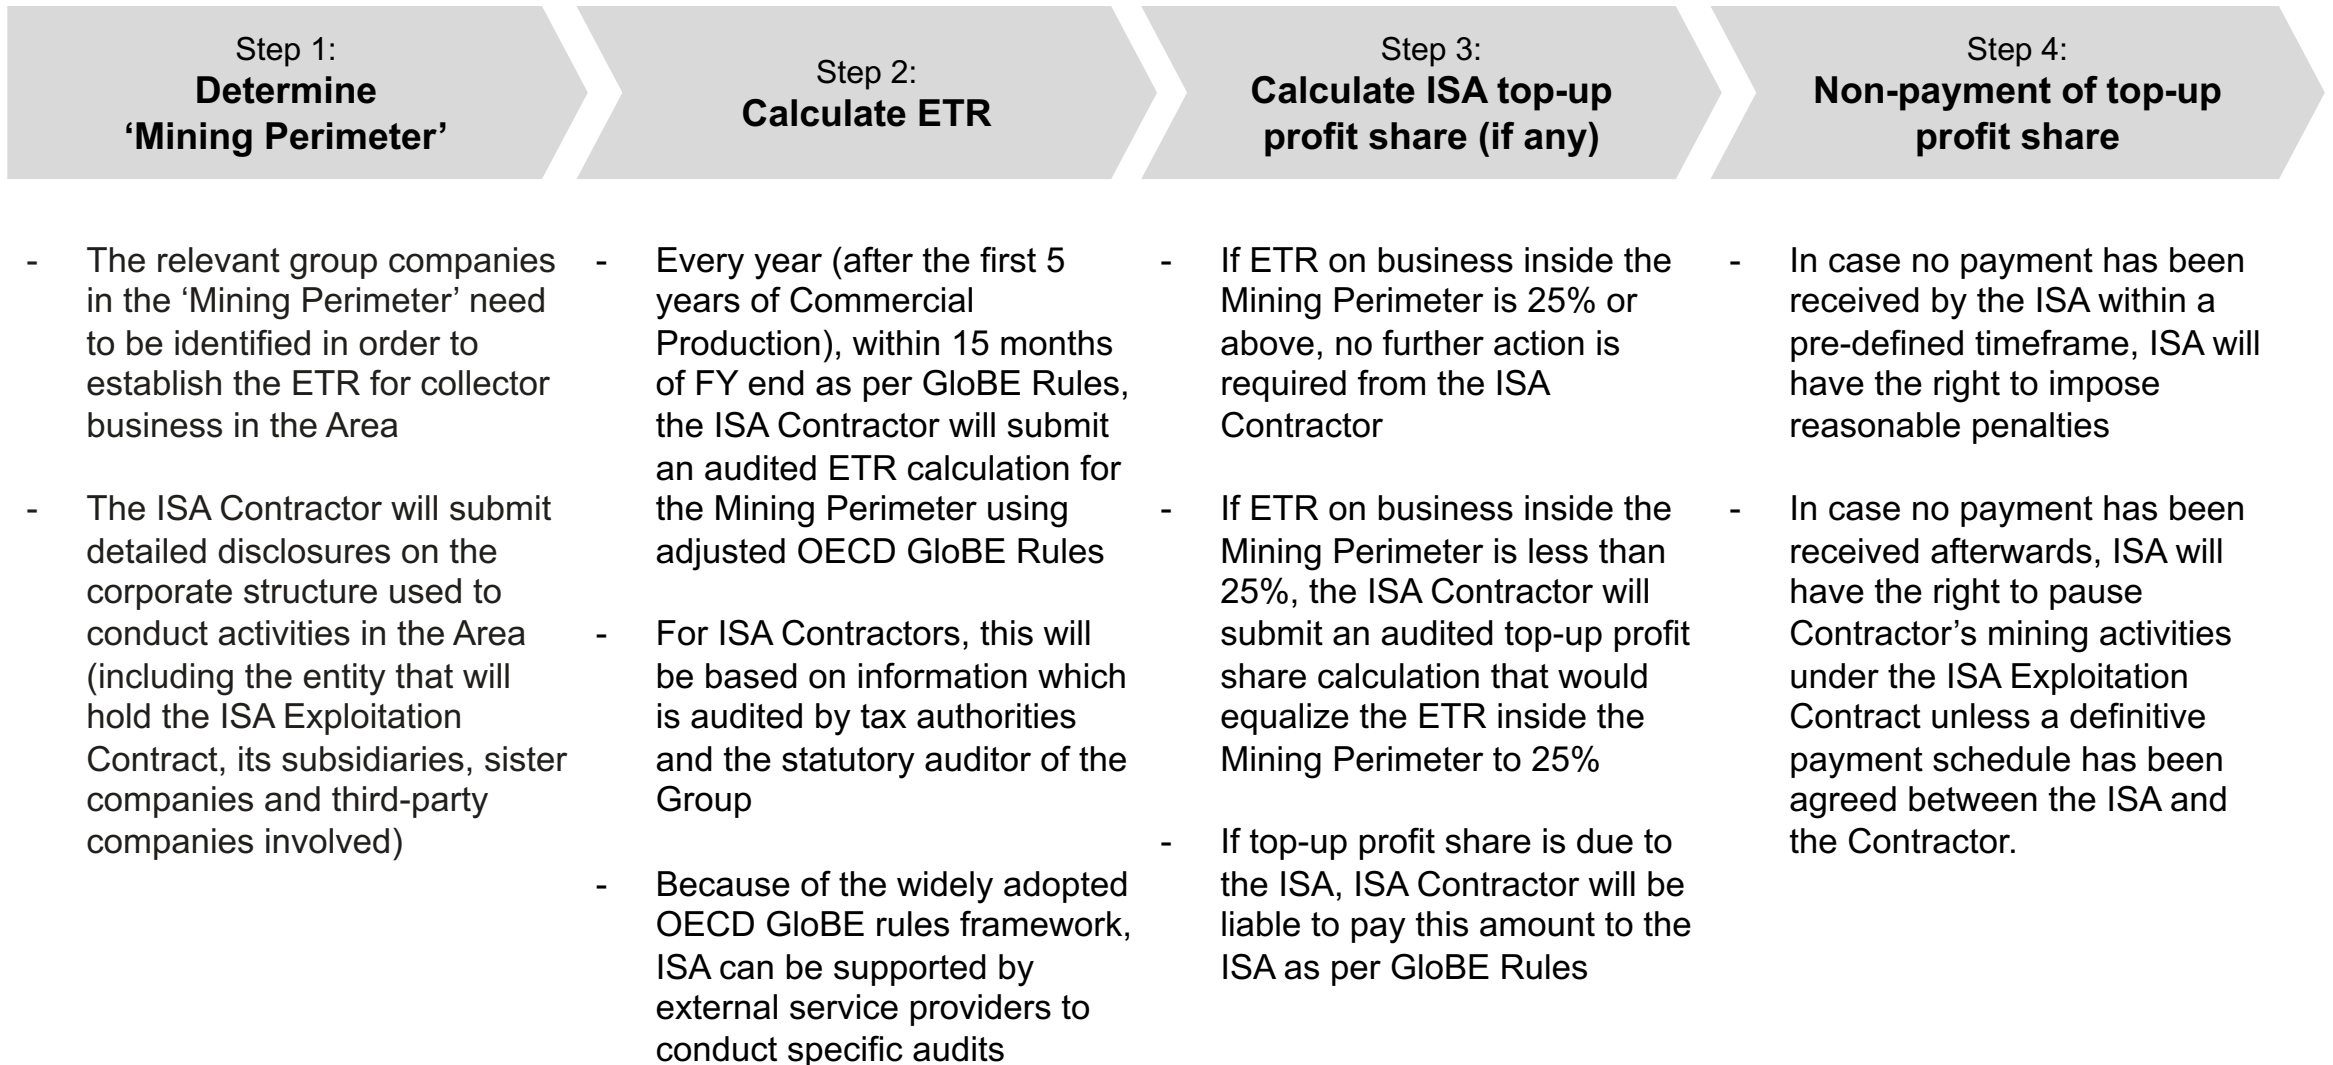 Step 1:
Determine
‘Mining Perimeter’
Step 2:
Calculate ETR
Step 3:
Calculate ISA top-up
profit share (if any)
Step 4:
Non-payment of top-up
profit share
- The relevant group companies
in the ‘Mining Perimeter’ need
to be identified in order to
establish the ETR for collector
business in the Area
- The ISA Contractor will submit
detailed disclosures on the
corporate structure used to
conduct activities in the Area
(including the entity that will
hold the ISA Exploitation
Contract, its subsidiaries, sister
companies and third-party
companies involved)
- Every year (after the first 5
years of Commercial
Production), within 15 months
of FY end as per GloBE Rules,
the ISA Contractor will submit
an audited ETR calculation for
the Mining Perimeter using
adjusted OECD GloBE Rules
- For ISA Contractors, this will
be based on information which
is audited by tax authorities
and the statutory auditor of the
Group
- Because of the widely adopted
OECD GloBE rules framework,
ISA can be supported by
external service providers to
conduct specific audits
- If ETR on business inside the
Mining Perimeter is 25% or
above, no further action is
required from the ISA
Contractor
- If ETR on business inside the
Mining Perimeter is less than
25%, the ISA Contractor will
submit an audited top-up profit
share calculation that would
equalize the ETR inside the
Mining Perimeter to 25%
- If top-up profit share is due to
the ISA, ISA Contractor will be
liable to pay this amount to the
ISA as per GloBE Rules
- In case no payment has been
received by the ISA within a
pre-defined timeframe, ISA will
have the right to impose
reasonable penalties
- In case no payment has been
received afterwards, ISA will
have the right to pause
Contractor’s mining activities
under the ISA Exploitation
Contract unless a definitive
payment schedule has been
agreed between the ISA and
the Contractor.